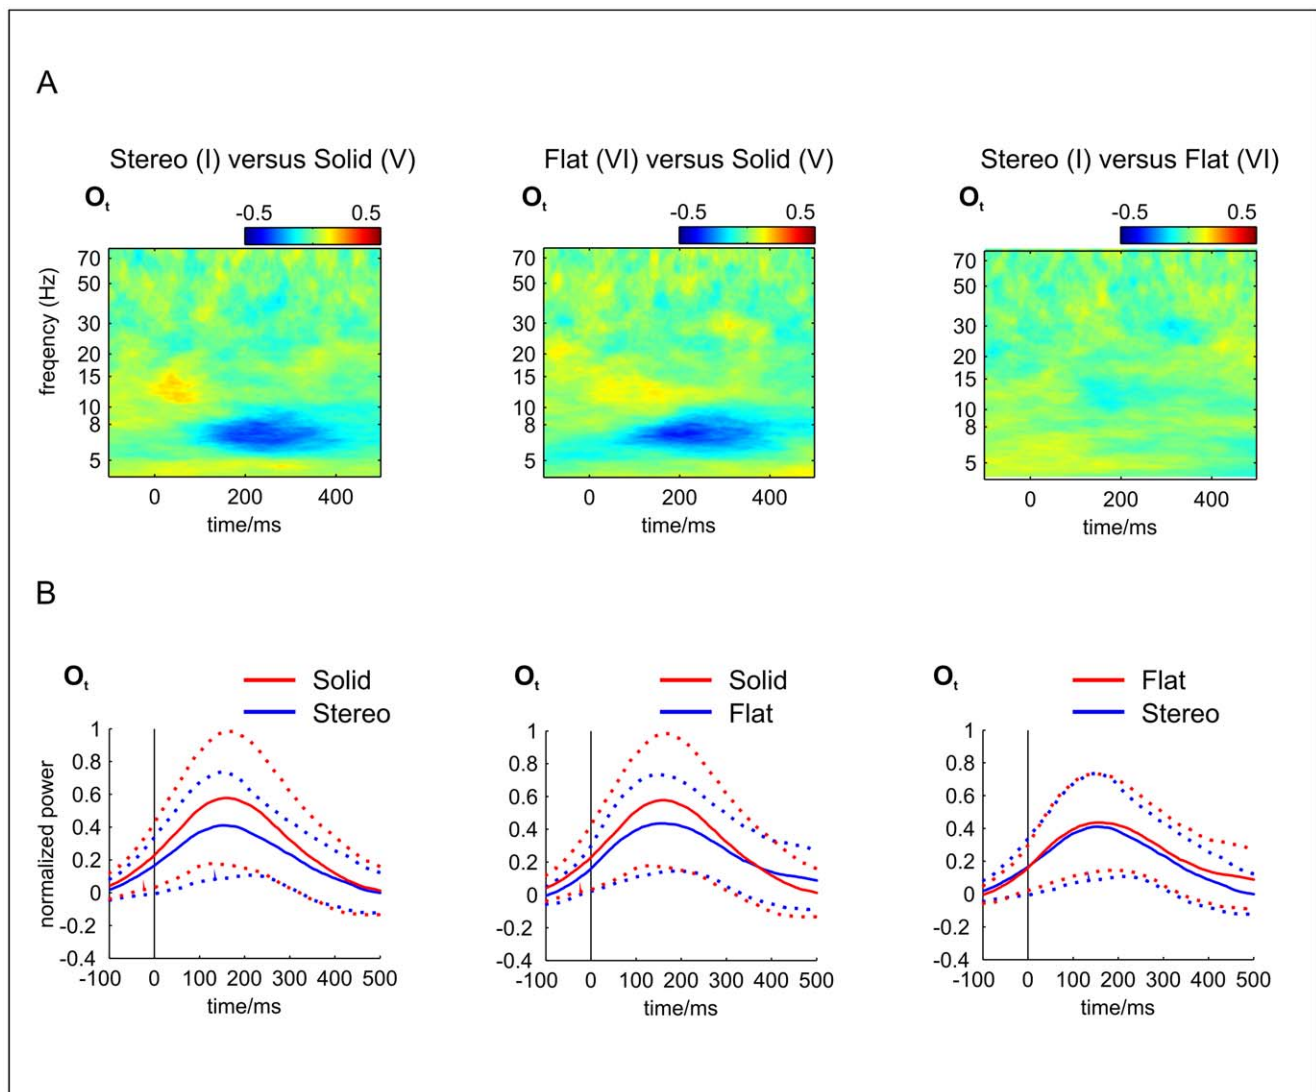 A
Stereo (I) versus Solid (V)
Flat (VI) versus Solid (V)
Stereo (I) versus Flat (VI)
Ot
-0.5 0.5
Ot
-0.5 0.5
Ot
-0.5 0.5
freqency (Hz)
70
50
30
20
15
10
8
5
0 200 400
time/ms
70
50
30
20
15
10
8
5
0 200 400
time/ms
70
50
30
20
15
10
8
5
0 200 400
time/ms
B
Ot
Solid
Stereo
normalized power
1
0.8
0.6
0.4
0.2
0
-0.2
-0.4
-100 0 100 200 300 400 500
time/ms
Ot
Solid
Flat
1
0.8
0.6
0.4
0.2
0
-0.2
-0.4
-100 0 100 200 300 400 500
time/ms
Ot
Flat
Stereo
1
0.8
0.6
0.4
0.2
0
-0.2
-0.4
-100 0 100 200 300 400 500
time/ms